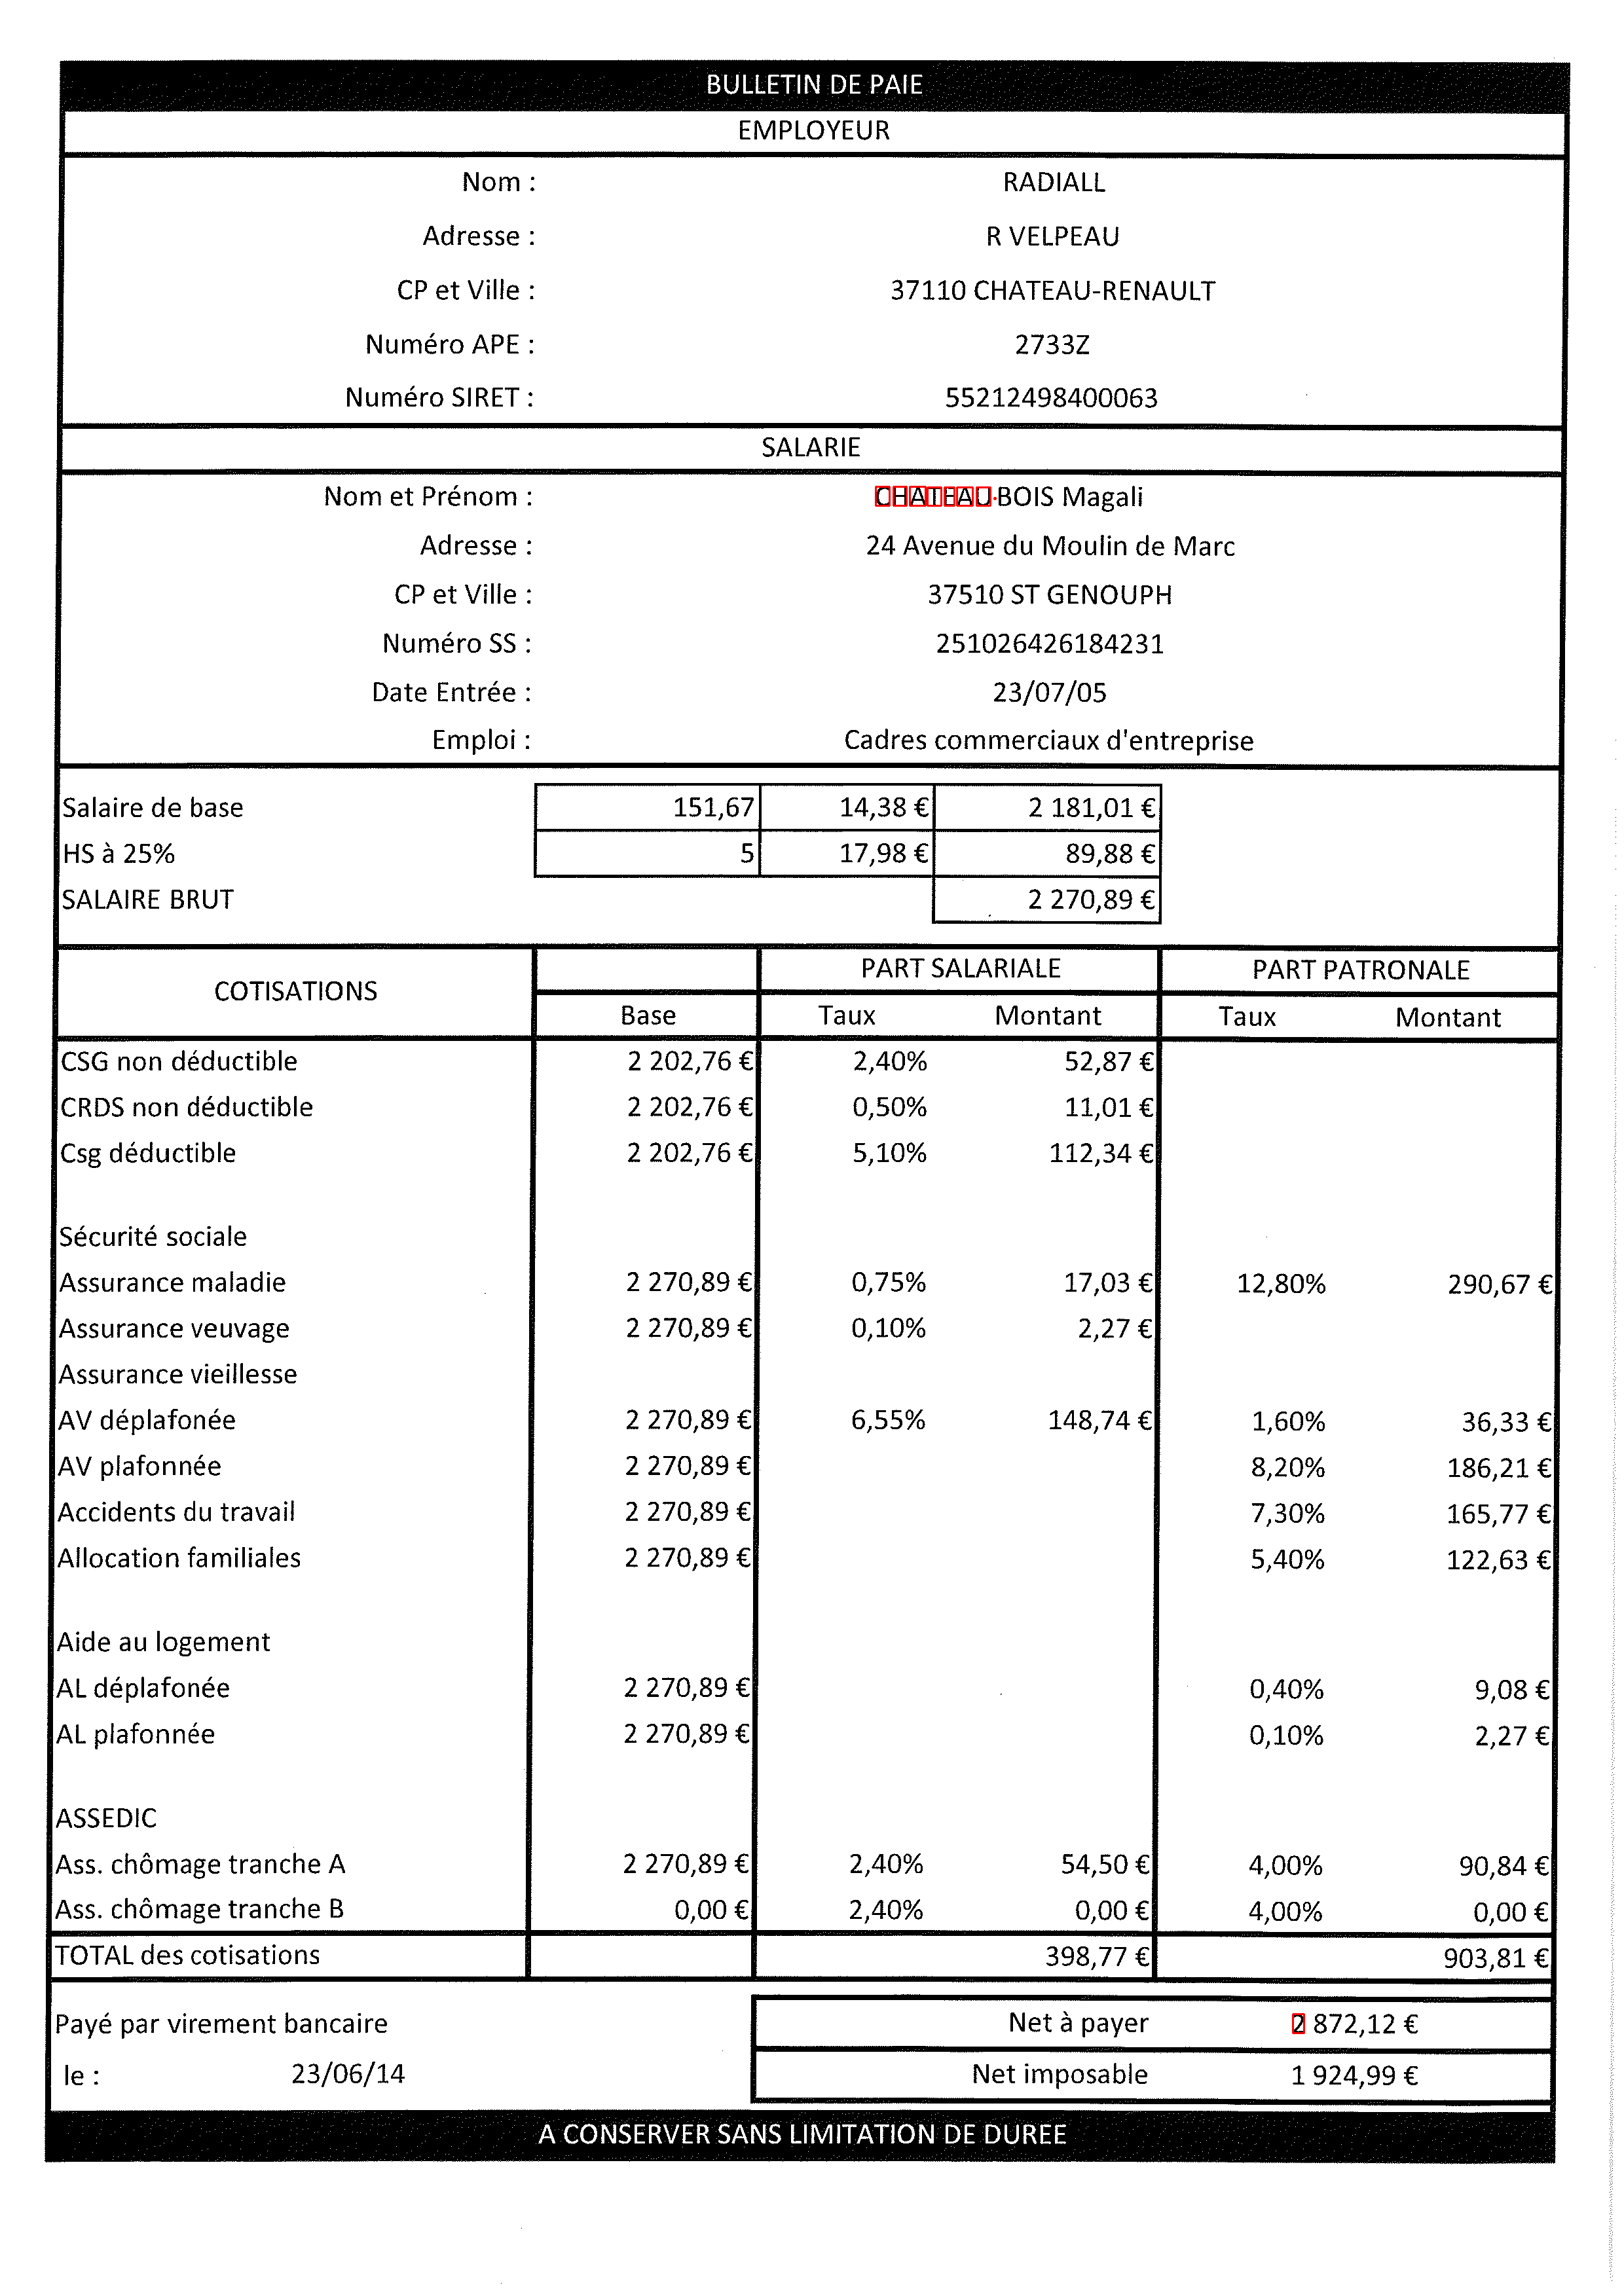 BULLETIN DE PAIE
EMPLOYEUR
Nom : RADIALL
Adresse : R VELPEAU
CP et Ville : 37110 CHATEAU-RENAULT
Numéro APE : 2733Z
Numéro SIRET : 55212498400063
SALARIE
Nom et Prénom : CHATEAU-BOIS Magali
Adresse : 24 Avenue du Moulin de Marc
CP et Ville : 37510 ST GENOUPH
Numéro SS : 251026426184231
Date Entrée : 23/07/05
Emploi : Cadres commerciaux d'entreprise
Salaire de base 151,67 14,38 € 2 181,01 €
HS à 25% 5 17,98 € 89,88 €
SALAIRE BRUT 2 270,89 €
PART SALARIALE PART PATRONALE
COTISATIONS
Base Taux Montant Taux Montant
CSG non déductible 2 202,76 € 2,40% 52,87 €
CRDS non déductible 2 202,76 € 0,50% 11,01 €
Csg déductible 2 202,76 € 5,10% 112,34 €
Sécurité sociale
Assurance maladie 2 270,89 € 0,75% 17,03 € 12,80% 290,67 €
Assurance veuvage 2 270,89 € 0,10% 2,27 €
Assurance vieillesse
AV déplafonée 2 270,89 € 6,55% 148,74 € 1,60% 36,33 €
AV plafonnée 2 270,89 € 8,20% 186,21 €
Accidents du travail 2 270,89 € 7,30% 165,77 €
Allocation familiales 2 270,89 € 5,40% 122,63 €
Aide au logement
AL déplafonée 2 270,89 € 0,40% 9,08 €
AL plafonnée 2 270,89 € 0,10% 2,27 €
ASSEDIC
Ass. chômage tranche A 2 270,89 € 2,40% 54,50 € 4,00% 90,84 €
Ass. chômage tranche B 0,00 € 2,40% 0,00 € 4,00% 0,00 €
TOTAL des cotisations 398,77 € 903,81 €
Payé par virement bancaire Net à payer 2 872,12 €
le : 23/06/14 Net imposable 1 924,99 €
A CONSERVER SANS LIMITATION DE DUREE